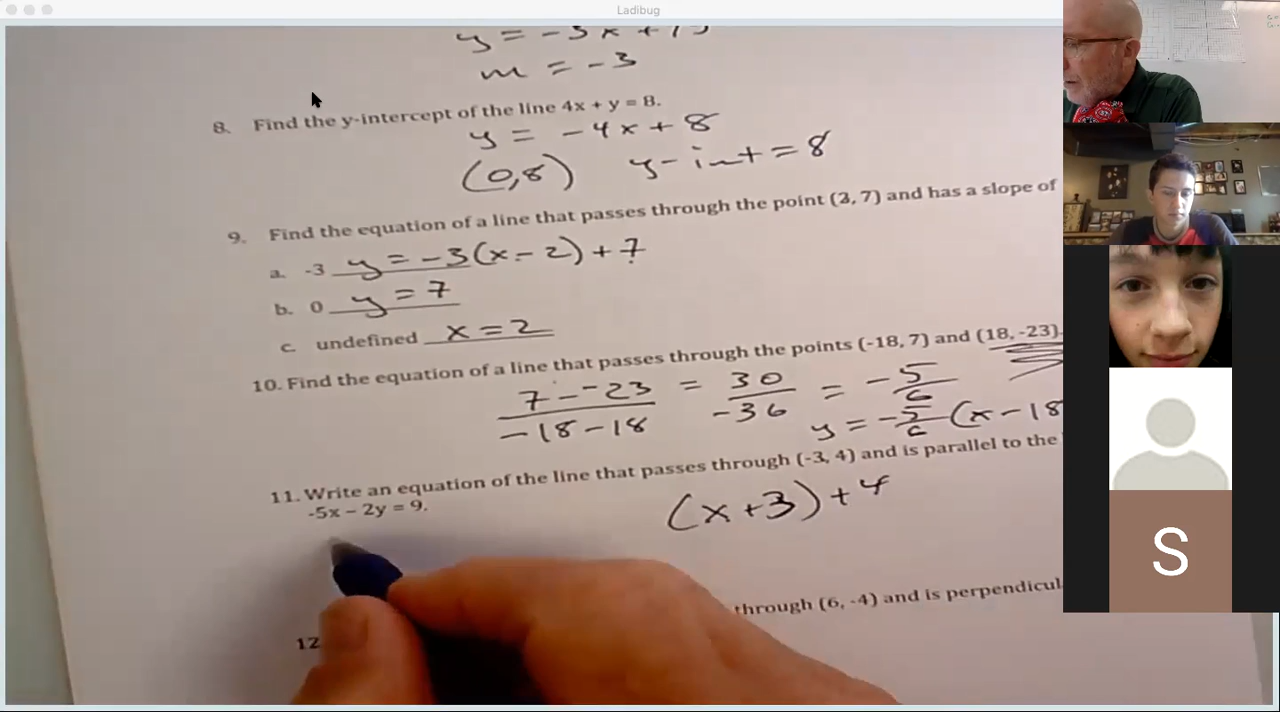 Ladibug
y = -3x + 15
m = -3
8. Find the y-intercept of the line 4x + y = 8.
y = -4x + 8
(0,8) y-int = 8
9. Find the equation of a line that passes through the point (2, 7) and has a slope of
a. -3 y = -3(x - 2) + 7
b. 0 y = 7
c. undefined x = 2
10. Find the equation of a line that passes through the points (-18, 7) and (18, -23).
7 - -23 = 30 = -5
-18 - 18 -36 6
y = -5/6 (x - 18
11. Write an equation of the line that passes through (-3, 4) and is parallel to the
-5x – 2y = 9.
(x + 3) + 4
12 through (6, -4) and is perpendicul
S